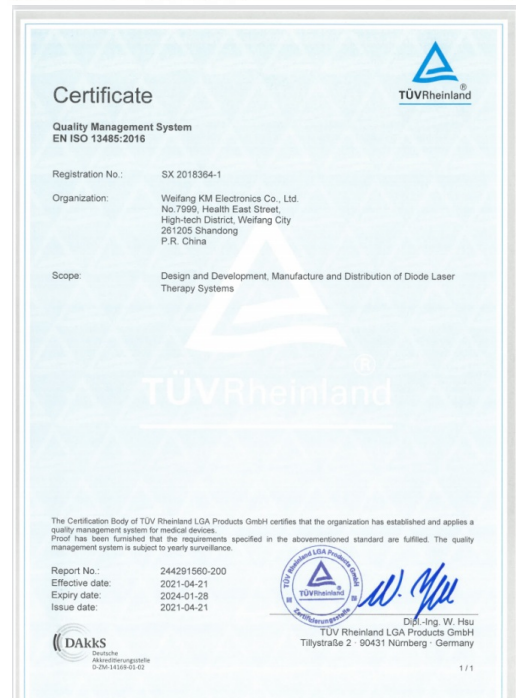 TÜVRheinland®
Certificate
Quality Management System
EN ISO 13485:2016
Registration No.: SX 2018364-1
Organization: Weifang KM Electronics Co., Ltd.
No.7999, Health East Street,
High-tech District, Weifang City
261205 Shandong
P.R. China
Scope: Design and Development, Manufacture and Distribution of Diode Laser
Therapy Systems
TÜVRheinland®
The Certification Body of TÜV Rheinland LGA Products GmbH certifies that the organization has established and applies a
quality management system for medical devices.
Proof has been furnished that the requirements specified in the abovementioned standard are fulfilled. The quality
management system is subject to yearly surveillance.
Report No.: 244291560-200
Effective date: 2021-04-21
Expiry date: 2024-01-28
Issue date: 2021-04-21
TÜV Rheinland LGA Products GmbH
TÜVRheinland
Zertifizierungsstelle
W. Hsu
Dipl.-Ing. W. Hsu
TÜV Rheinland LGA Products GmbH
Tillystraße 2 · 90431 Nürnberg · Germany
DAkkS
Deutsche
Akkreditierungsstelle
D-ZM-14169-01-02
1 / 1